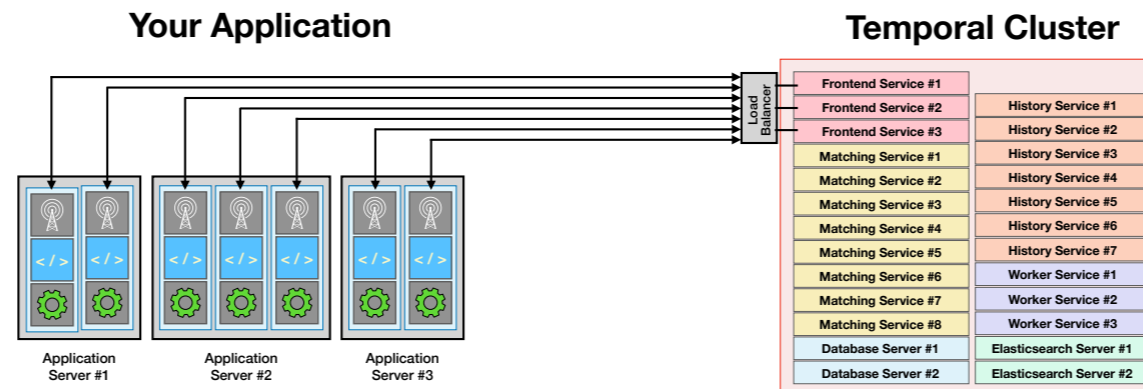 Your Application
Temporal Cluster
Load
Balancer
Frontend Service #1
Frontend Service #2
Frontend Service #3
Matching Service #1
Matching Service #2
Matching Service #3
Matching Service #4
Matching Service #5
Matching Service #6
Matching Service #7
Matching Service #8
Database Server #1
Database Server #2
History Service #1
History Service #2
History Service #3
History Service #4
History Service #5
History Service #6
History Service #7
Worker Service #1
Worker Service #2
Worker Service #3
Elasticsearch Server #1
Elasticsearch Server #2
</> </> </> </> </> </> </>
Application
Server #1
Application
Server #2
Application
Server #3